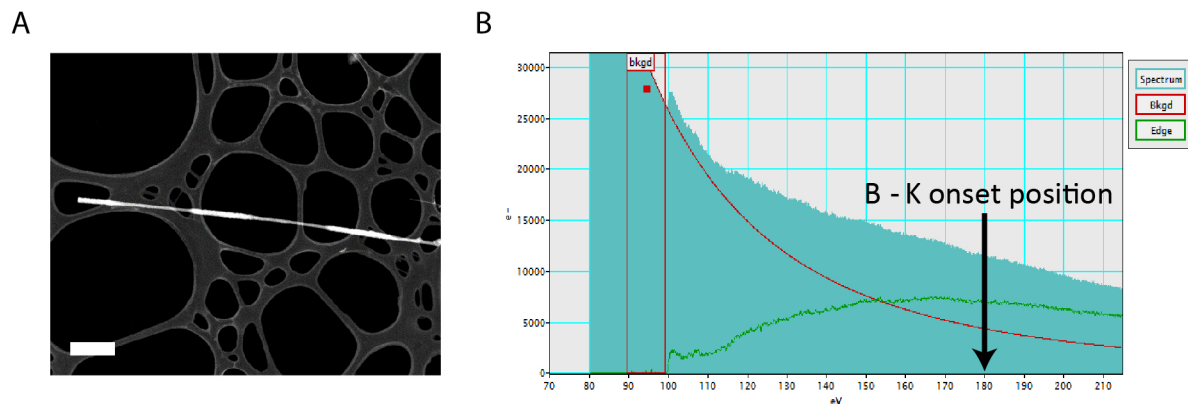 A
B
bkgd
30000
25000
20000
15000
10000
5000
0
e-
70 80 90 100 110 120 130 140 150 160 170 180 190 200 210
eV
B - K onset position
Spectrum
Bkgd
Edge